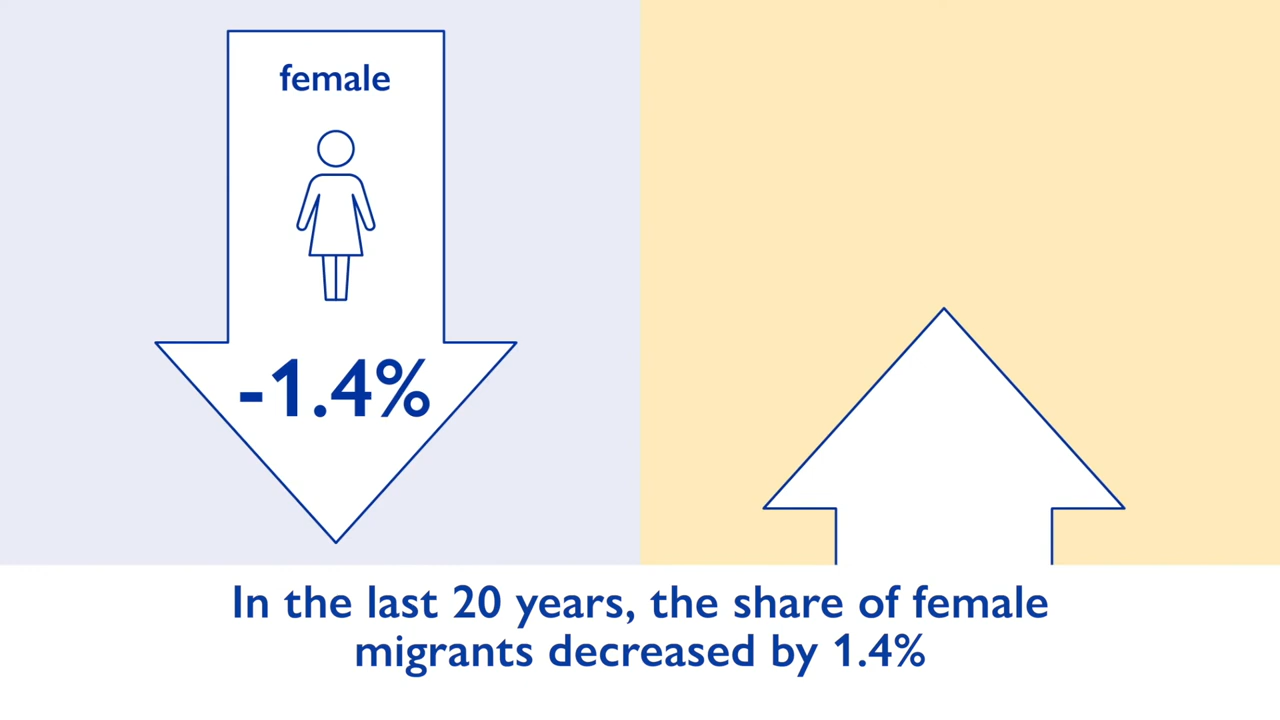 female
-1.4%
In the last 20 years, the share of female
migrants decreased by 1.4%